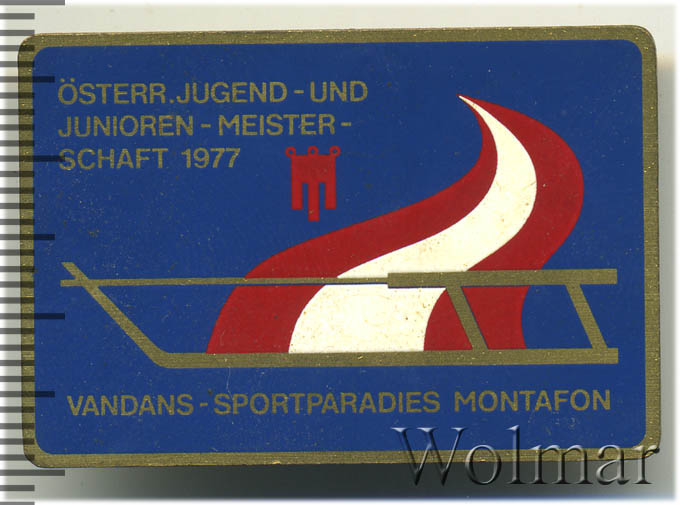 ÖSTERR.JUGEND-UND
JUNIOREN-MEISTER-
SCHAFT 1977
VANDANS-SPORTPARADIES MONTAFON
Wolmar